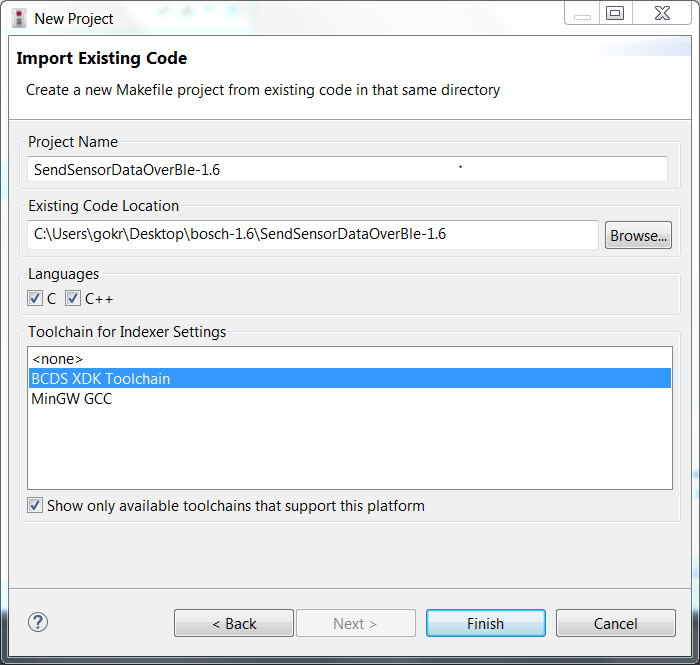 New Project
Import Existing Code
Create a new Makefile project from existing code in that same directory
Project Name
SendSensorDataOverBle-1.6
Existing Code Location
C:\Users\gokr\Desktop\bosch-1.6\SendSensorDataOverBle-1.6
Browse...
Languages
C C++
Toolchain for Indexer Settings
<none>
BCDS XDK Toolchain
MinGW GCC
Show only available toolchains that support this platform
? < Back Next > Finish Cancel